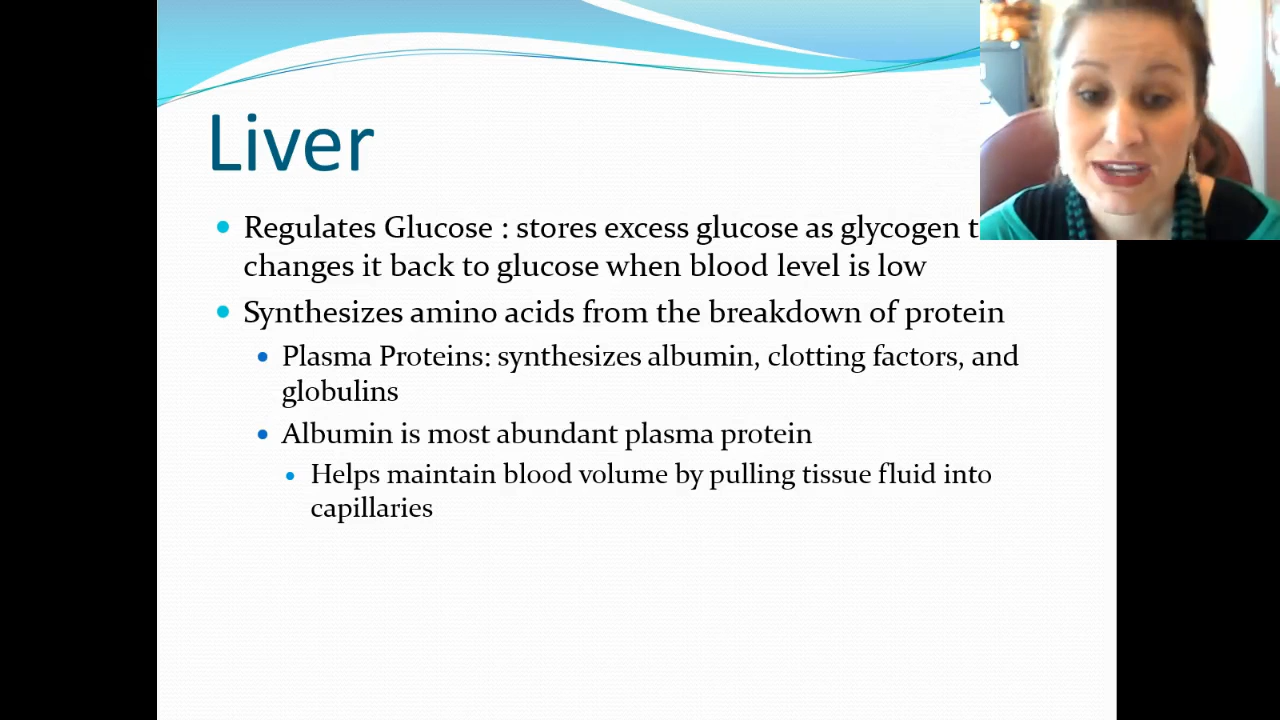 Liver
Regulates Glucose : stores excess glucose as glycogen
changes it back to glucose when blood level is low
Synthesizes amino acids from the breakdown of protein
Plasma Proteins: synthesizes albumin, clotting factors, and
globulins
Albumin is most abundant plasma protein
Helps maintain blood volume by pulling tissue fluid into
capillaries